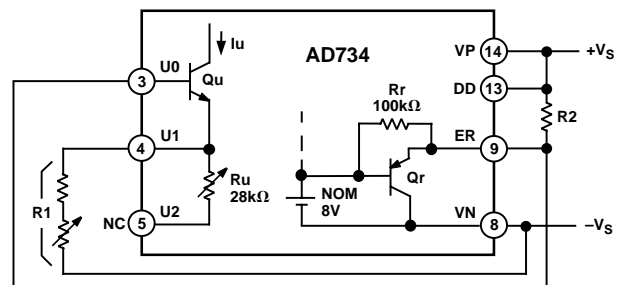 Iu
AD734
VP 14 +VS
U0
3
Qu
DD 13
Rr
100kΩ
R2
U1
4
ER 9
Ru
28kΩ
Qr
R1
NOM
8V
U2
NC 5
VN 8 −VS